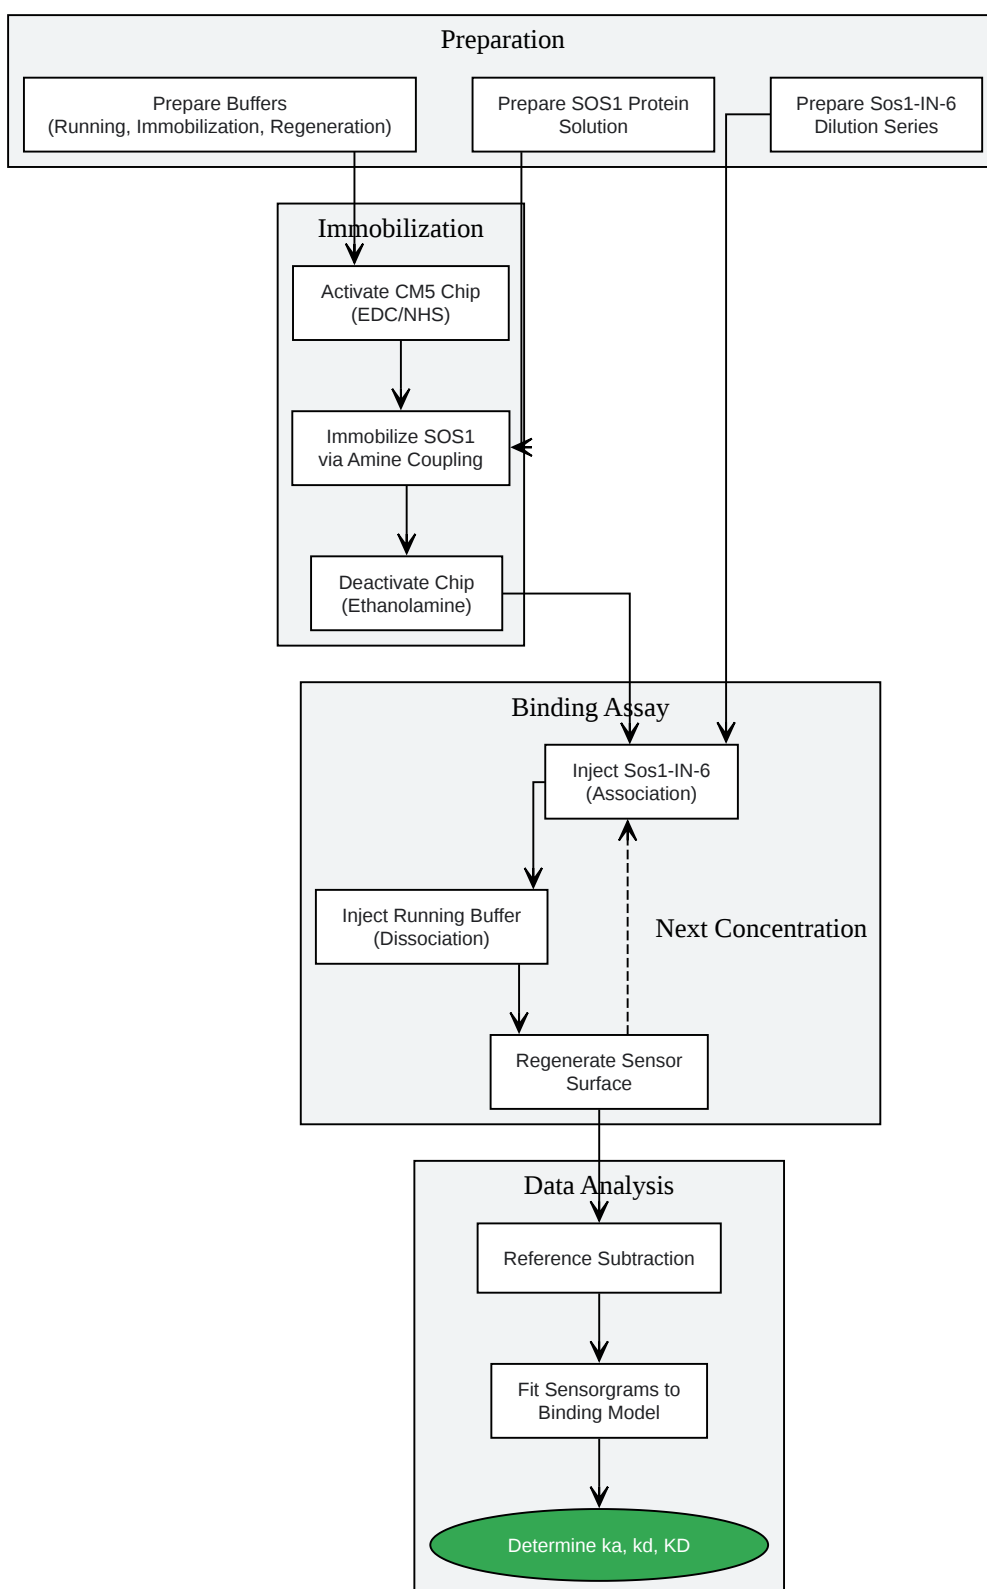 Preparation
Prepare Buffers
(Running, Immobilization, Regeneration)
Prepare SOS1 Protein
Solution
Prepare Sos1-IN-6
Dilution Series
Immobilization
Activate CM5 Chip
(EDC/NHS)
Immobilize SOS1
via Amine Coupling
Deactivate Chip
(Ethanolamine)
Binding Assay
Inject Sos1-IN-6
(Association)
Inject Running Buffer
(Dissociation)
Next Concentration
Regenerate Sensor
Surface
Data Analysis
Reference Subtraction
Fit Sensorgrams to
Binding Model
Determine ka, kd, KD